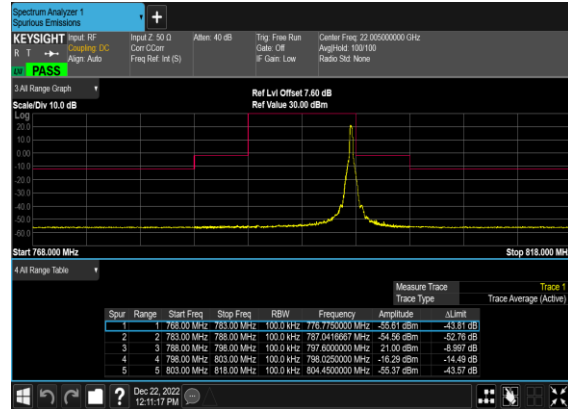 Spectrum Analyzer 1
Spurious Emissions
KEYSIGHT Input: RF Input Z: 50 Ω Atten: 40 dB Trig: Free Run Center Freq: 22.005000000 GHz
R T Coupling: DC Corr CCorr Gate: Off Avg|Hold: 100/100
Align: Auto Freq Ref: Int (S) IF Gain: Low Radio Std: None
PASS
3 All Range Graph
Ref Lvl Offset 7.60 dB
Scale/Div 10.0 dB Ref Value 30.00 dBm
Log
20.0
10.0
0.00
-10.0
-20.0
-30.0
-40.0
-50.0
-60.0
Start 768.000 MHz Stop 818.000 MH
4 All Range Table
Measure Trace Trace 1
Trace Type Trace Average (Active)
Spur Range Start Freq Stop Freq RBW Frequency Amplitude ΔLimit
1 1 768.00 MHz 783.00 MHz 100.0 kHz 776.7750000 MHz -55.61 dBm -43.81 dB
2 2 783.00 MHz 788.00 MHz 100.0 kHz 787.0416667 MHz -54.56 dBm -52.76 dB
3 3 788.00 MHz 798.00 MHz 100.0 kHz 797.6000000 MHz 21.00 dBm -8.997 dB
4 4 798.00 MHz 803.00 MHz 100.0 kHz 798.0250000 MHz -16.29 dBm -14.49 dB
5 5 803.00 MHz 818.00 MHz 100.0 kHz 804.4500000 MHz -55.37 dBm -43.57 dB
? Dec 22, 2022
12:11:17 PM